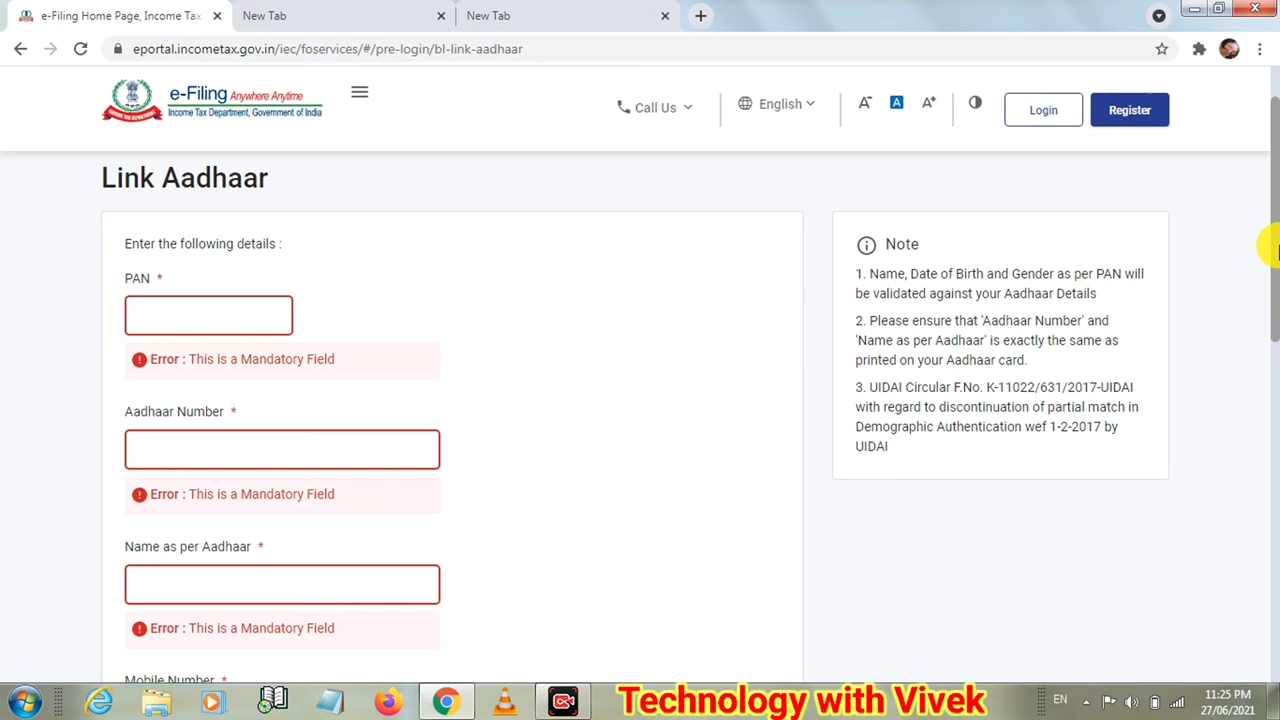 e-Filing Home Page, Income Tax
New Tab
New Tab
eportal.incometax.gov.in/iec/foservices/#/pre-login/bl-link-aadhaar
e-Filing Anywhere Anytime
Income Tax Department, Government of India
Call Us
English
A-
A
A+
Login
Register
Link Aadhaar
Enter the following details :
PAN *
Error : This is a Mandatory Field
Aadhaar Number *
Error : This is a Mandatory Field
Name as per Aadhaar *
Error : This is a Mandatory Field
Mobile Number *
Note
1. Name, Date of Birth and Gender as per PAN will
be validated against your Aadhaar Details
2. Please ensure that 'Aadhaar Number' and
'Name as per Aadhaar' is exactly the same as
printed on your Aadhaar card.
3. UIDAI Circular F.No. K-11022/631/2017-UIDAI
with regard to discontinuation of partial match in
Demographic Authentication wef 1-2-2017 by
UIDAI
Technology with Vivek
EN
11:25 PM
27/06/2021